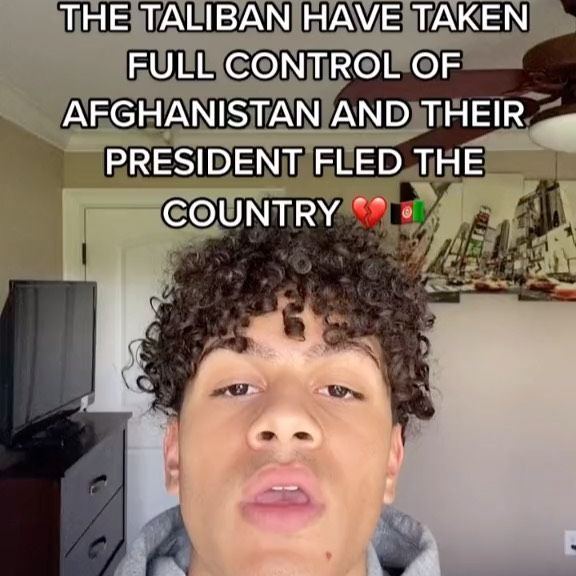 THE TALIBAN HAVE TAKEN
FULL CONTROL OF
AFGHANISTAN AND THEIR
PRESIDENT FLED THE
COUNTRY 💔🇦🇫